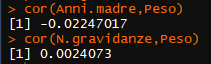 > cor(Anni.madre,Peso)
[1] -0.02247017
> cor(N.gravidanze,Peso)
[1] 0.0024073